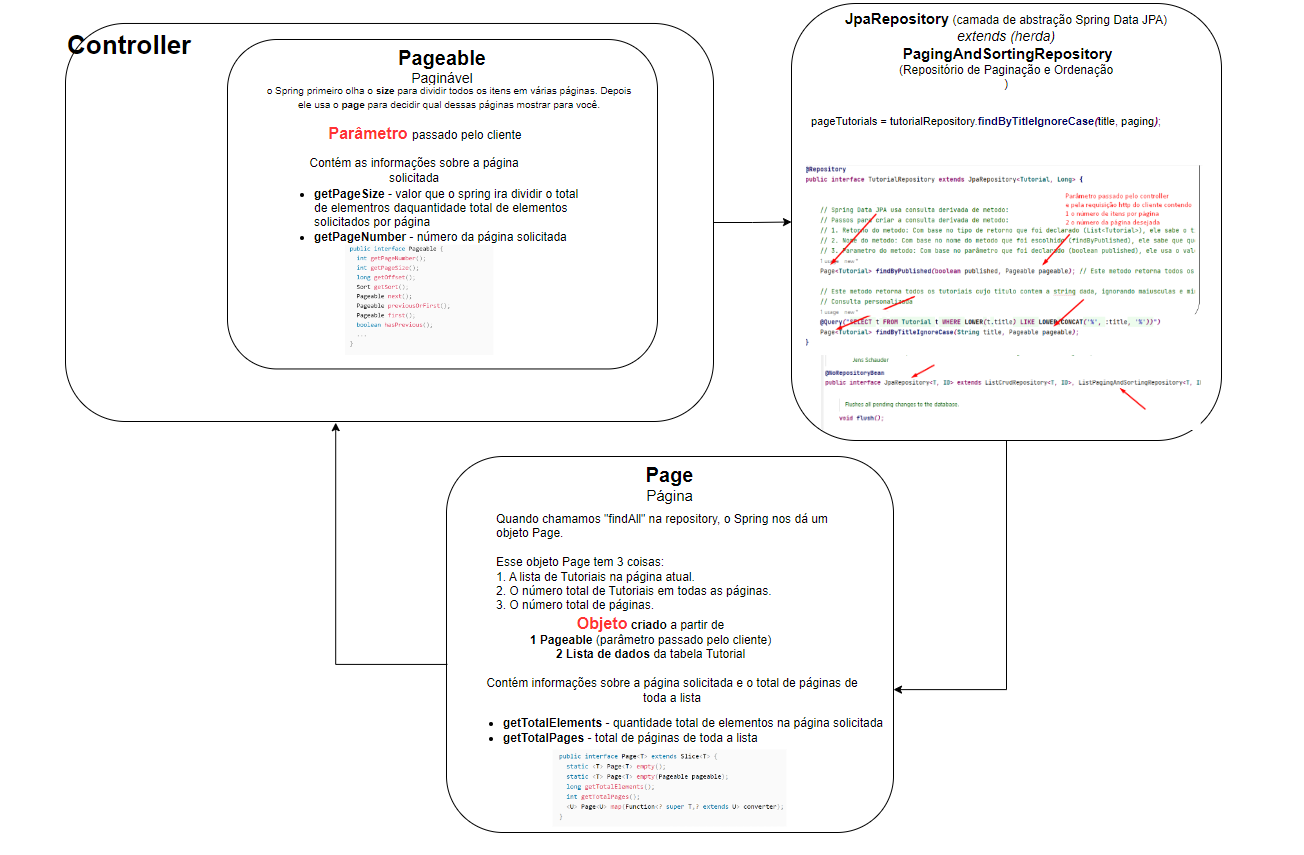 Controller
Pageable
Paginável
o Spring primeiro olha o size para dividir todos os itens em várias páginas. Depois
ele usa o page para decidir qual dessas páginas mostrar para você.
Parâmetro passado pelo cliente
Contém as informações sobre a página
solicitada
getPageSize - valor que o spring ira dividir o total
de elementros daquantidade total de elementos
solicitados por página
getPageNumber - número da página solicitada
public interface Pageable {
int getPageNumber();
int getPageSize();
long getOffset();
Sort getSort();
Pageable next();
Pageable previousOrFirst();
Pageable first();
boolean hasPrevious();
...
}
JpaRepository (camada de abstração Spring Data JPA)
extends (herda)
PagingAndSortingRepository
(Repositório de Paginação e Ordenação
)
pageTutorials = tutorialRepository.findByTitleIgnoreCase(title, paging);
@Repository
public interface TutorialRepository extends JpaRepository<Tutorial, Long> {
Parâmetro passado pelo controller
e pela requisição http do cliente contendo
1 o número de itens por página
2 o número da página desejada
// Spring Data JPA usa consulta derivada de metodo:
// Passos para criar a consulta derivada de metodo:
// 1. Retorno do metodo: Com base no tipo de retorno que foi declarado (List<Tutorial>), ele sabe o t
// 2. Nome do metodo: Com base no nome do metodo que foi escolhido (findByPublished), ele sabe que qu
// 3. Parametro do metodo: Com base no parâmetro que foi declarado (boolean published), ele usa o valo
1 usage new *
Page<Tutorial> findByPublished(boolean published, Pageable pageable); // Este metodo retorna todos os
// Este metodo retorna todos os tutoriais cujo titulo contem a string dada, ignorando maiusculas e mi
// Consulta personalizada
1 usage new *
@Query("SELECT t FROM Tutorial t WHERE LOWER(t.title) LIKE LOWER(CONCAT('%', :title, '%'))")
Page<Tutorial> findByTitleIgnoreCase(String title, Pageable pageable);
}
Jens Schauder
@NoRepositoryBean
public interface JpaRepository<T, ID> extends ListCrudRepository<T, ID>, ListPagingAndSortingRepository<T, I
Flushes all pending changes to the database.
void flush();
Page
Página
Quando chamamos "findAll" na repository, o Spring nos dá um
objeto Page.
Esse objeto Page tem 3 coisas:
1. A lista de Tutoriais na página atual.
2. O número total de Tutoriais em todas as páginas.
3. O número total de páginas.
Objeto criado a partir de
1 Pageable (parâmetro passado pelo cliente)
2 Lista de dados da tabela Tutorial
Contém informações sobre a página solicitada e o total de páginas de
toda a lista
getTotalElements - quantidade total de elementos na página solicitada
getTotalPages - total de páginas de toda a lista
public interface Page<T> extends Slice<T> {
static <T> Page<T> empty();
static <T> Page<T> empty(Pageable pageable);
long getTotalElements();
int getTotalPages();
<U> Page<U> map(Function<? super T,? extends U> converter);
}